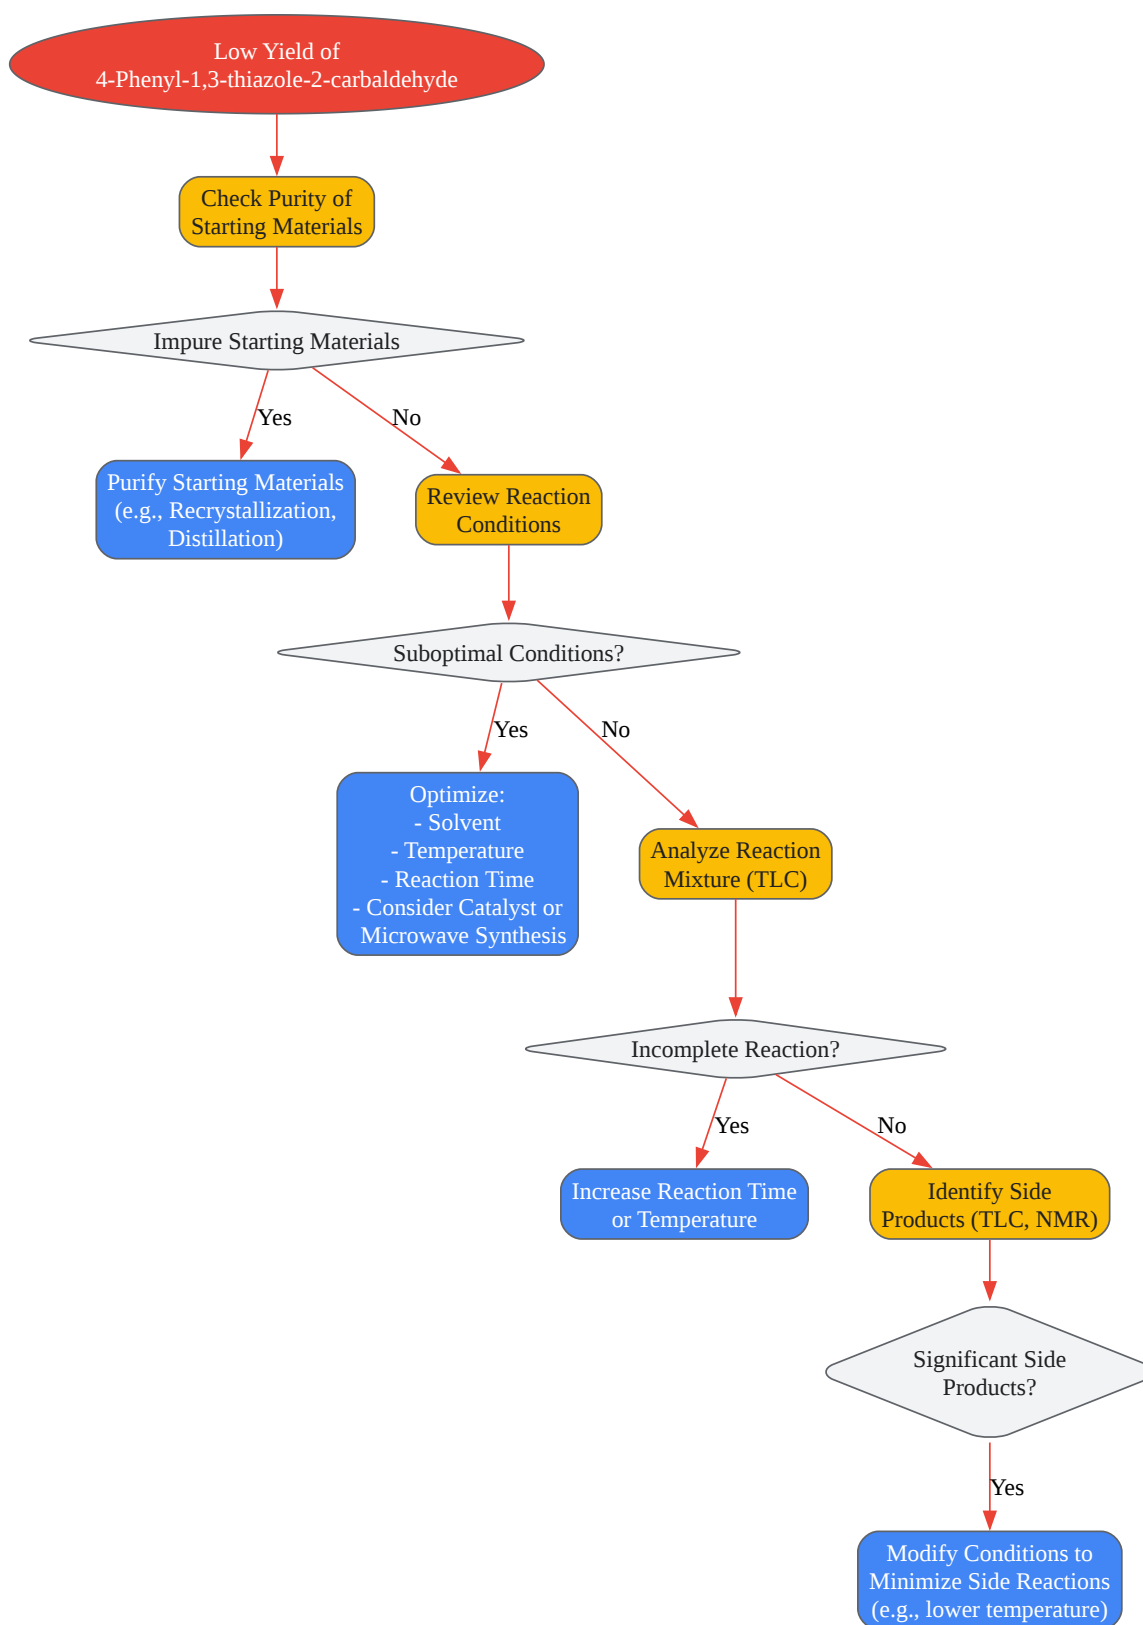 Low Yield of
4-Phenyl-1,3-thiazole-2-carbaldehyde
Check Purity of
Starting Materials
Impure Starting Materials
Yes
No
Purify Starting Materials
(e.g., Recrystallization,
Distillation)
Review Reaction
Conditions
Suboptimal Conditions?
Yes
No
Optimize:
- Solvent
- Temperature
- Reaction Time
- Consider Catalyst or
Microwave Synthesis
Analyze Reaction
Mixture (TLC)
Incomplete Reaction?
Yes
No
Increase Reaction Time
or Temperature
Identify Side
Products (TLC, NMR)
Significant Side
Products?
Yes
Modify Conditions to
Minimize Side Reactions
(e.g., lower temperature)